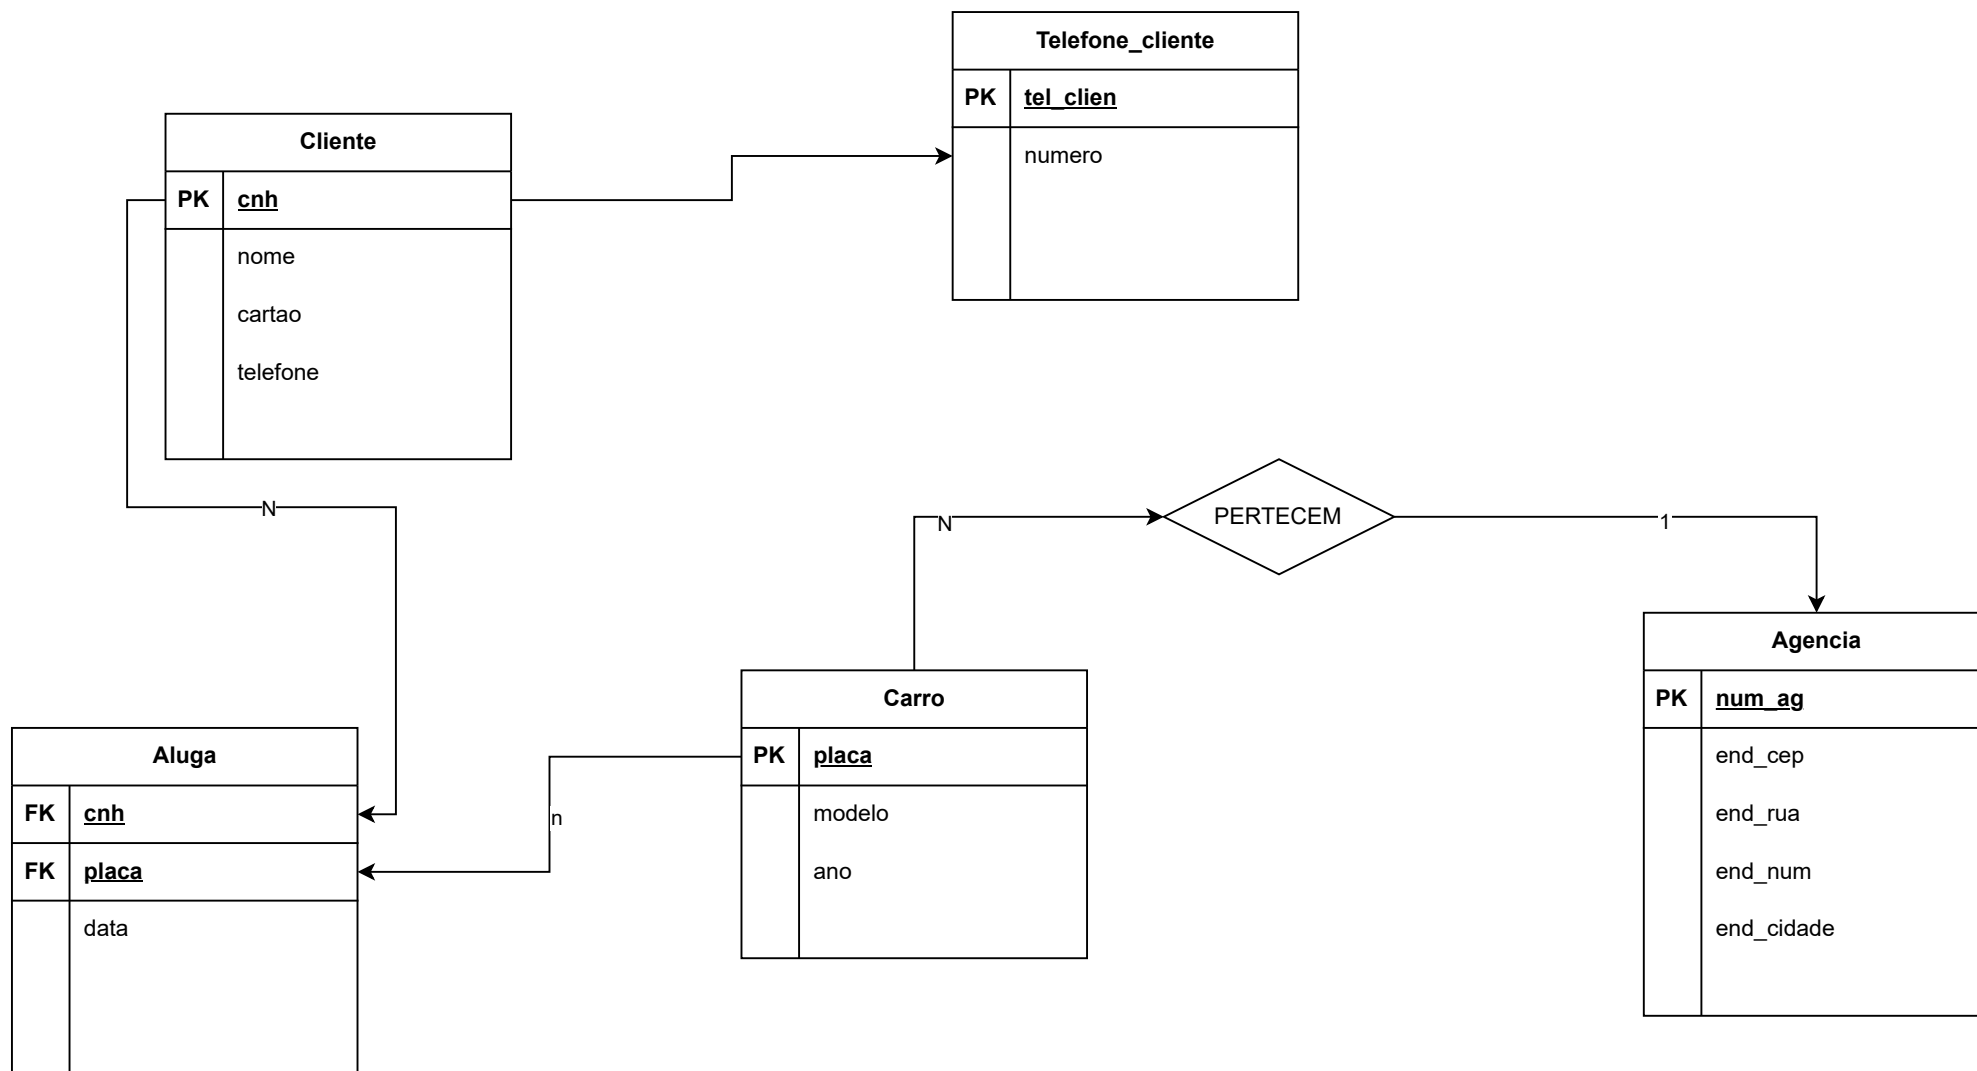 Telefone_cliente
PK tel_clien
numero
Cliente
PK cnh
nome
cartao
telefone
N
N
PERTECEM
1
Agencia
PK num_ag
end_cep
end_rua
end_num
end_cidade
Carro
PK placa
modelo
ano
n
Aluga
FK cnh
FK placa
data